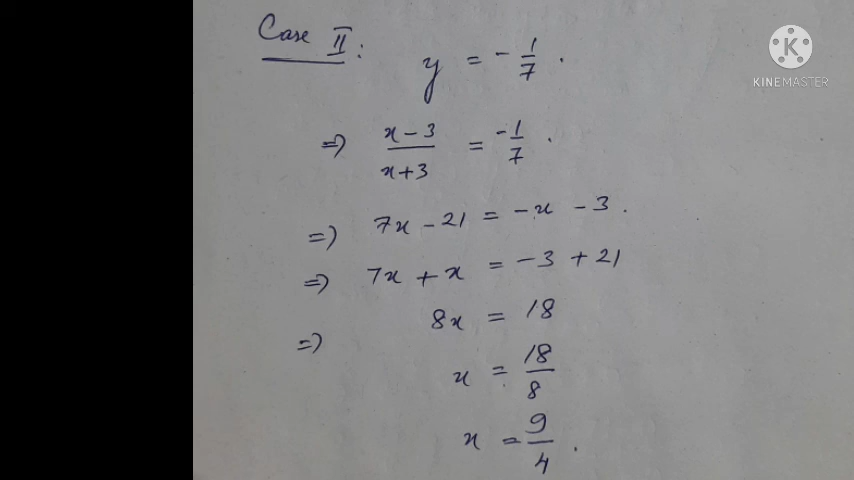 Case II:
y = -1/7.
K
KINEMASTER
=> x-3/x+3 = -1/7.
=> 7x - 21 = -x - 3.
=> 7x + x = -3 + 21
=> 8x = 18
x = 18/8
x = 9/4.